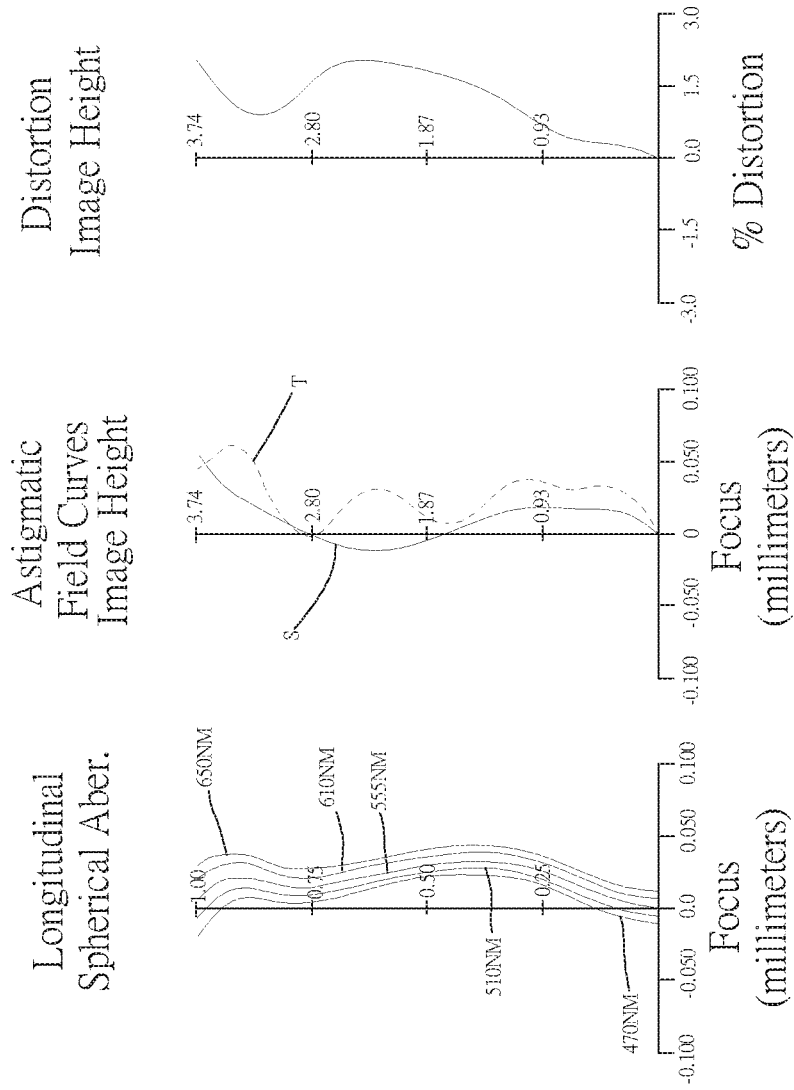 Longitudinal
Spherical Aber.
1.00
0.75
0.50
0.25
650NM
610NM
555NM
510NM
470NM
-0.100
-0.050
0.0
0.050
0.100
Focus
(millimeters)
Astigmatic
Field Curves
Image Height
3.74
2.80
1.87
0.93
S
T
-0.100
-0.050
0
0.050
0.100
Focus
(millimeters)
Distortion
Image Height
3.74
2.80
1.87
0.93
-3.0
-1.5
0.0
1.5
3.0
% Distortion